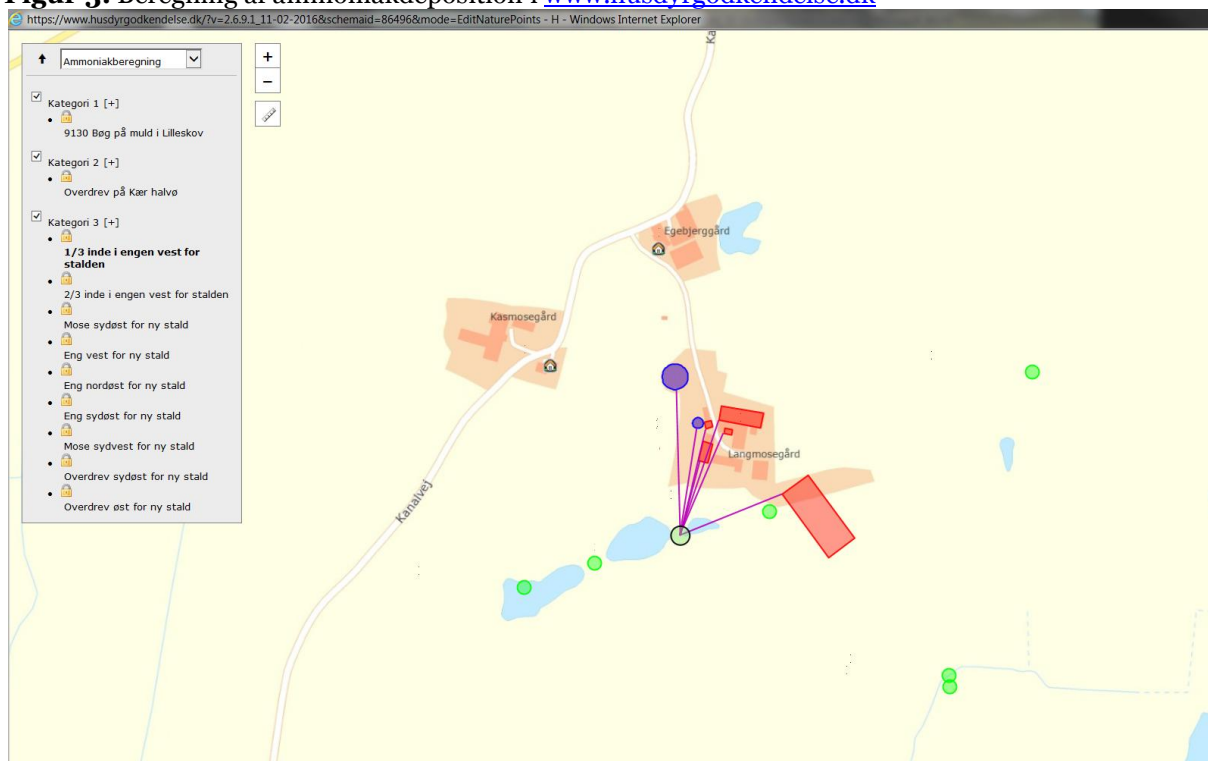 Figur 3. Beregning af ammoniakdeposition i www.husdyrgodkendelse.dk
https://www.husdyrgodkendelse.dk/?v=2.6.9.1_11-02-2016&schemaid=86496&mode=EditNaturePoints - H - Windows Internet Explorer
Ammoniakberegning
+
−
Kategori 1 [+]
9130 Bøg på muld i Lilleskov
Kategori 2 [+]
Overdrev på Kær halvø
Kategori 3 [+]
1/3 inde i engen vest for
stalden
2/3 inde i engen vest for stalden
Mose sydøst for ny stald
Eng vest for ny stald
Eng nordøst for ny stald
Eng sydøst for ny stald
Mose sydvest for ny stald
Overdrev sydøst for ny stald
Overdrev øst for ny stald
Ka
Egebjerggård
Kasmosegård
Langmosegård
Kanalvej